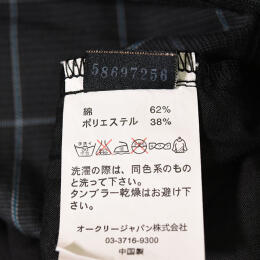 58697256
綿 62%
ポリエステル 38%
洗濯の際は、同色系のもの
と洗って下さい。
タンブラー乾燥はお避け下
さい。
オークリージャパン株式会社
03-3716-9300
中国製